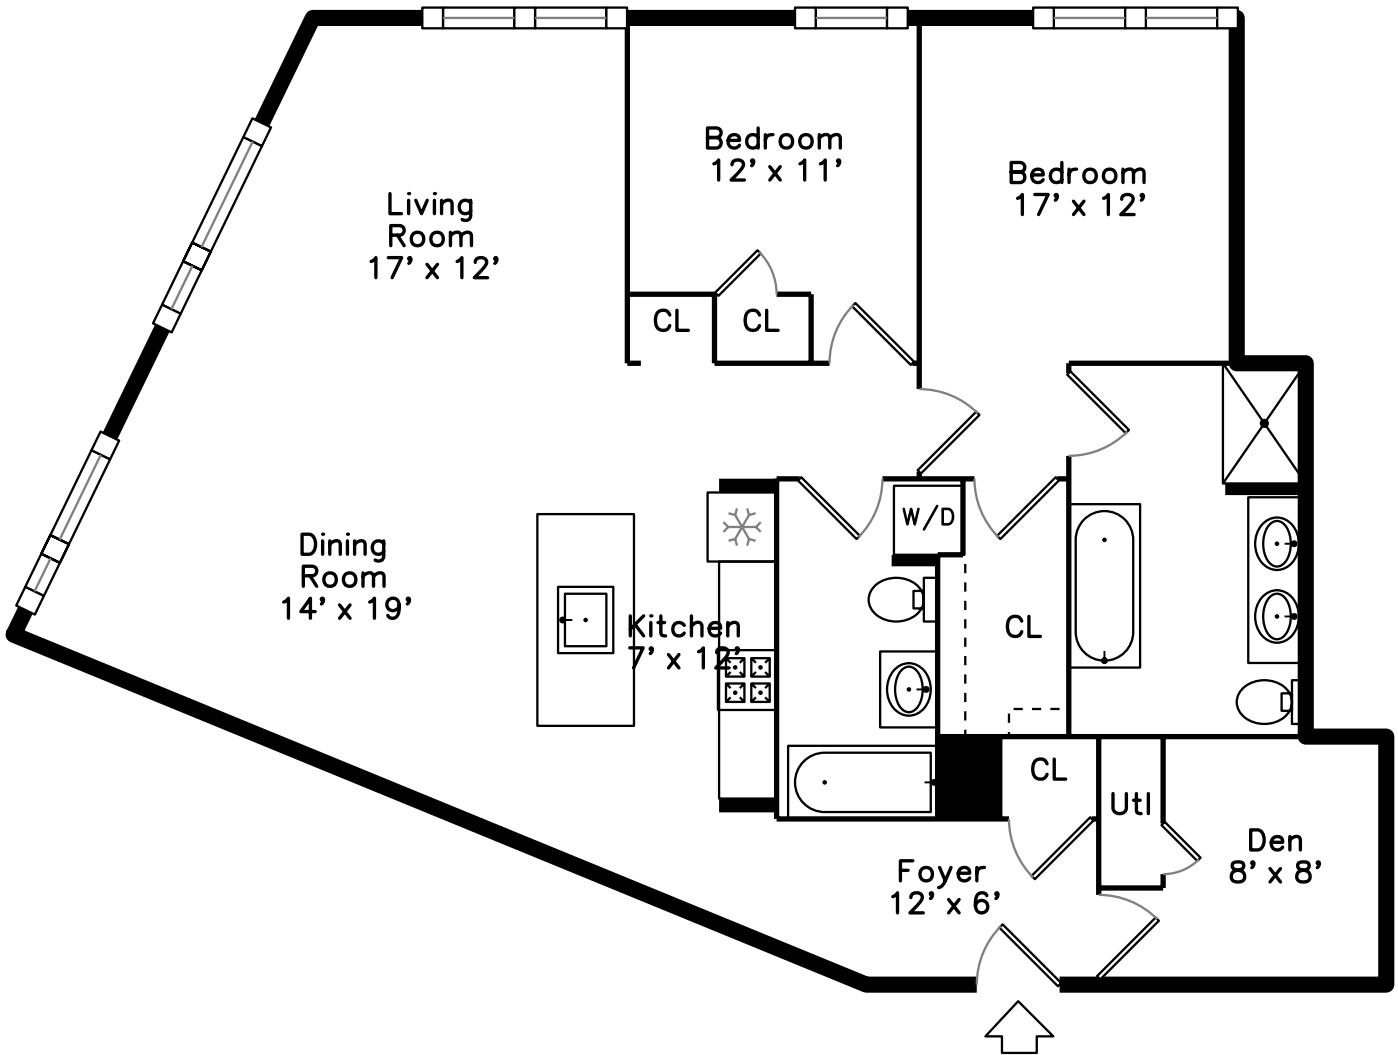 Bedroom
12' x 11'
Bedroom
17' x 12'
Living
Room
17' x 12'
CL
CL
W/D
Dining
Room
14' x 19'
Kitchen
7' x 12'
CL
CL
Utl
Den
8' x 8'
Foyer
12' x 6'